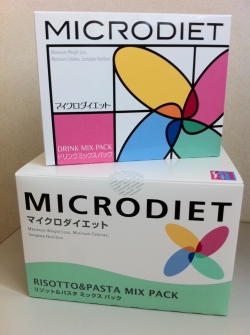 MICRODIET
Maximum Weight Loss,
Minimum Calories, Complete Nutrition
マイクロダイエット
DRINK MIX PACK
ドリンク ミックス パック
MICRODIET
マイクロダイエット
Maximum Weight Loss, Minimum Calories,
Complete Nutrition
RISOTTO&PASTA MIX PACK
リゾット&パスタ ミックス パック